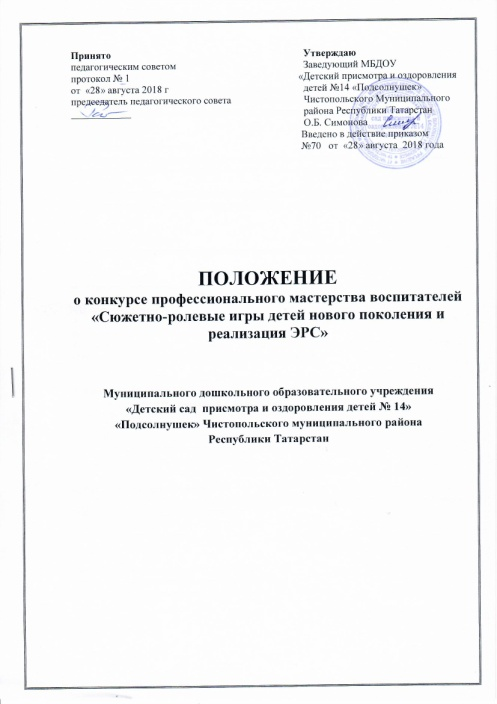 Принято
педагогическим советом
протокол № 1
от «28» августа 2018 г
председатель педагогического совета
Утверждаю
Заведующий МБДОУ
«Детский присмотра и оздоровления
детей №14 «Подсолнушек»
Чистопольского Муниципального
района Республики Татарстан
О.Б. Симонова
Введено в действие приказом
№70 от «28» августа 2018 года
ПОЛОЖЕНИЕ
о конкурсе профессионального мастерства воспитателей
«Сюжетно-ролевые игры детей нового поколения и
реализация ЭРС»
Муниципального дошкольного образовательного учреждения
«Детский сад присмотра и оздоровления детей № 14»
«Подсолнушек» Чистопольского муниципального района
Республики Татарстан